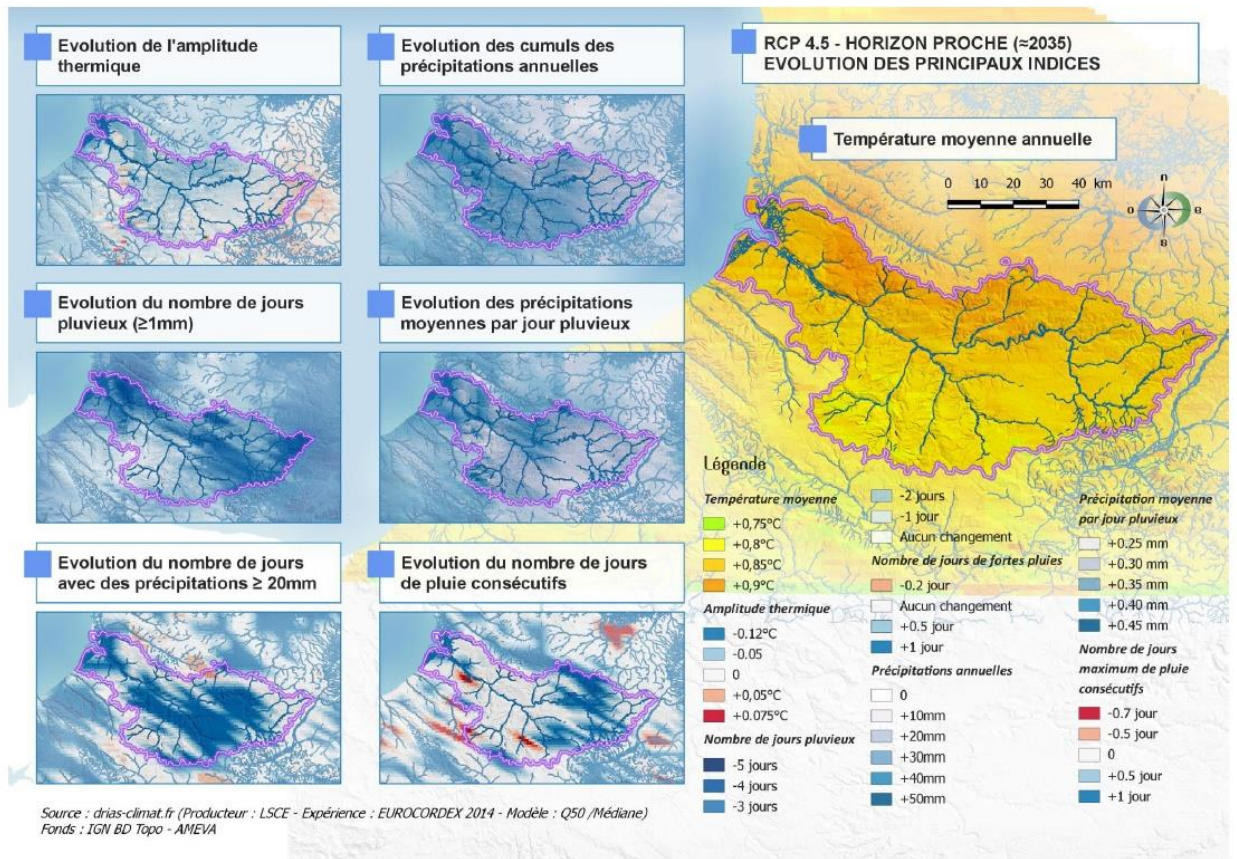 Evolution de l'amplitude
thermique
Evolution des cumuls des
précipitations annuelles
RCP 4.5 - HORIZON PROCHE (≈2035)
EVOLUTION DES PRINCIPAUX INDICES
Température moyenne annuelle
0 10 20 30 40 km
n
o e
s
Evolution du nombre de jours
pluvieux (≥1mm)
Evolution des précipitations
moyennes par jour pluvieux
Evolution du nombre de jours
avec des précipitations ≥ 20mm
Evolution du nombre de jours
de pluie consécutifs
Légende
Température moyenne
+0,75°C
+0,8°C
+0,85°C
+0,9°C
Amplitude thermique
-0.12°C
-0.05
0
+0,05°C
+0.075°C
Nombre de jours pluvieux
-5 jours
-4 jours
-3 jours
-2 jours
-1 jour
Aucun changement
Nombre de jours de fortes pluies
-0.2 jour
Aucun changement
+0.5 jour
+1 jour
Précipitations annuelles
0
+10mm
+20mm
+30mm
+40mm
+50mm
Précipitation moyenne
par jour pluvieux
+0.25 mm
+0.30 mm
+0.35 mm
+0.40 mm
+0.45 mm
Nombre de jours
maximum de pluie
consécutifs
-0.7 jour
-0.5 jour
0
+0.5 jour
+1 jour
Source : drias-climat.fr (Producteur : LSCE - Expérience : EUROCORDEX 2014 - Modèle : Q50 /Médiane)
Fonds : IGN BD Topo - AMEVA